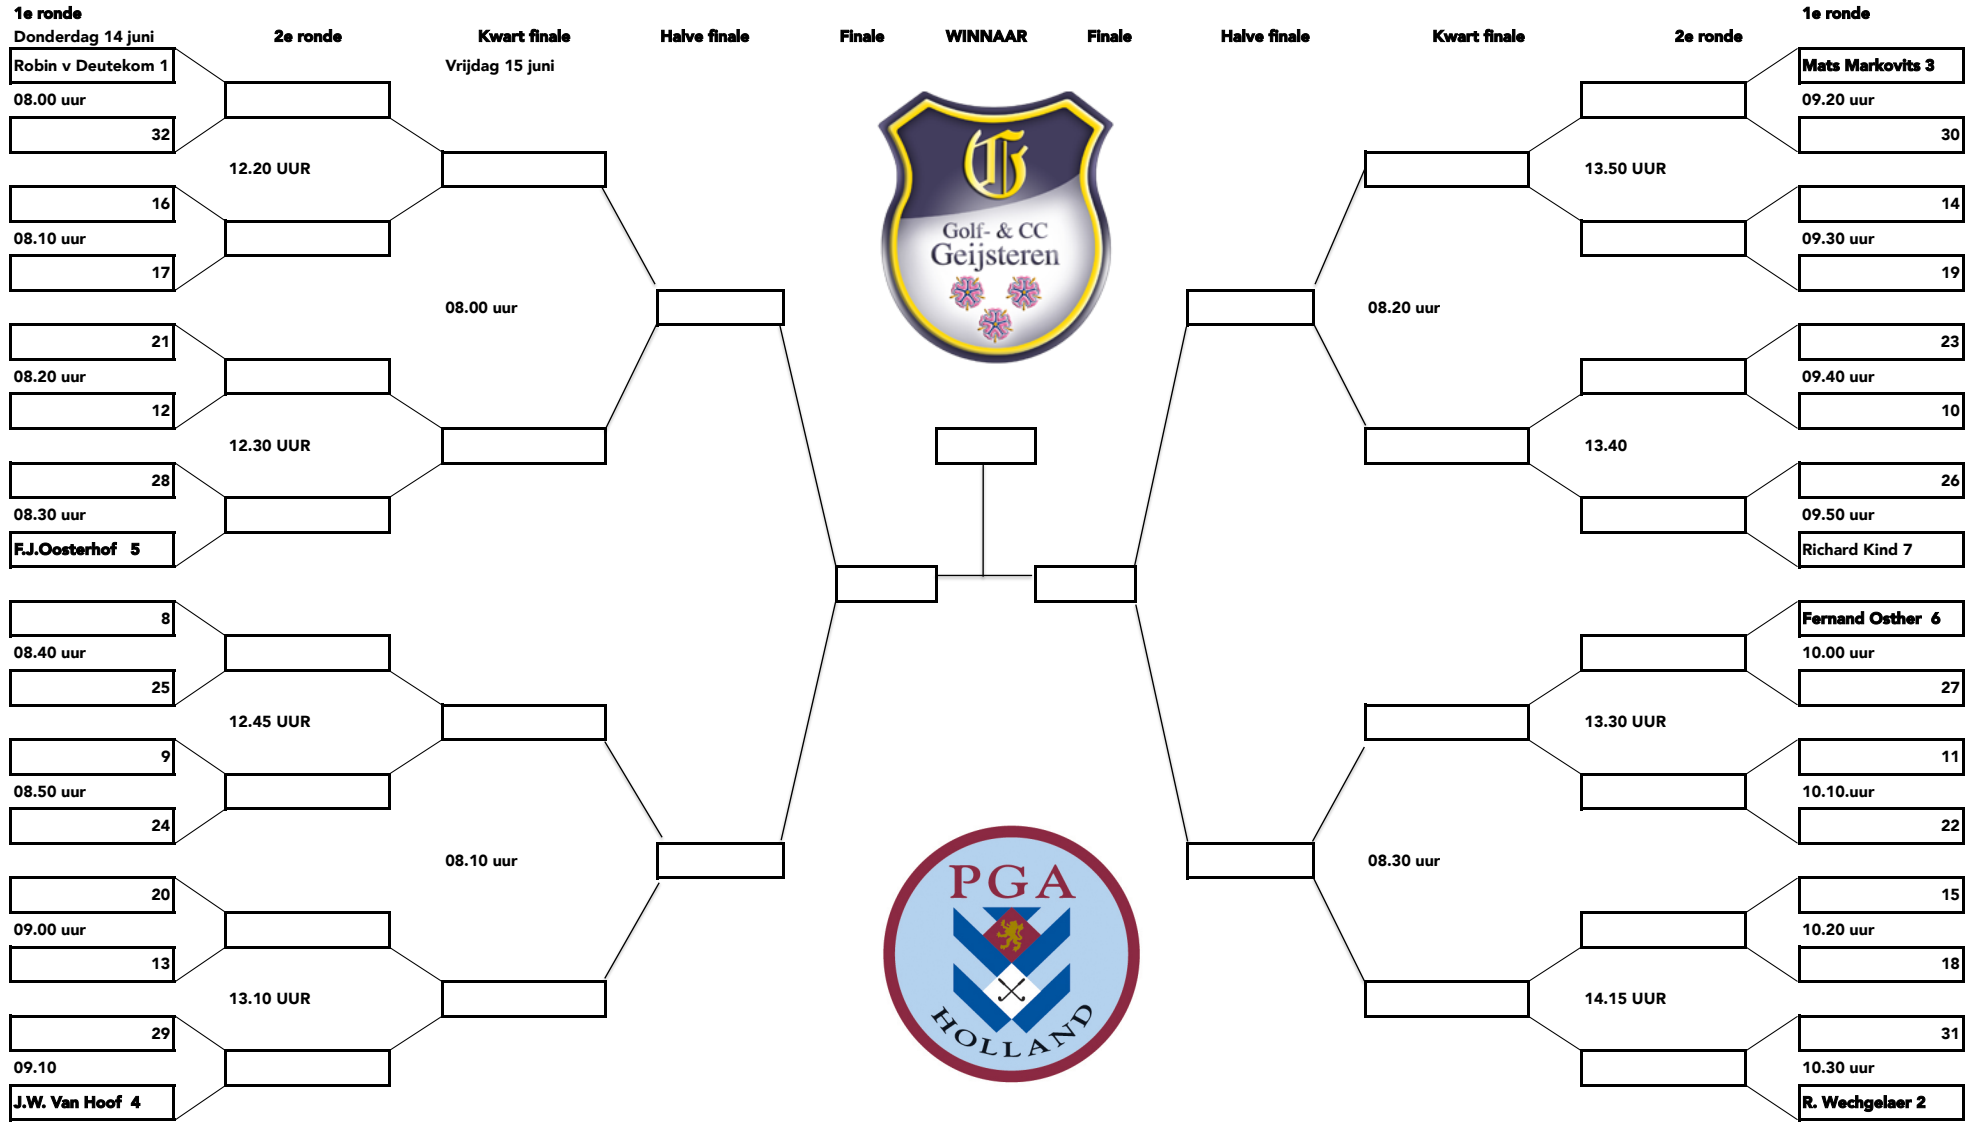 1e ronde
1e ronde
Donderdag 14 juni
2e ronde
Kwart finale
Halve finale
Finale
WINNAAR
Finale
Halve finale
Kwart finale
2e ronde
Robin v Deutekom 1
Vrijdag 15 juni
Mats Markovits 3
08.00 uur
09.20 uur
32
30
12.20 UUR
13.50 UUR
16
14
08.10 uur
Golf- & CC
Geijsteren
09.30 uur
17
19
08.00 uur
08.20 uur
21
23
08.20 uur
09.40 uur
12
10
12.30 UUR
13.40
28
26
08.30 uur
09.50 uur
F.J.Oosterhof 5
Richard Kind 7
8
Fernand Osther 6
08.40 uur
10.00 uur
25
27
12.45 UUR
13.30 UUR
9
11
08.50 uur
10.10.uur
24
22
08.10 uur
08.30 uur
PGA
20
15
09.00 uur
10.20 uur
13
18
13.10 UUR
14.15 UUR
HOLLAND
29
31
09.10
10.30 uur
J.W. Van Hoof 4
R. Wechgelaer 2